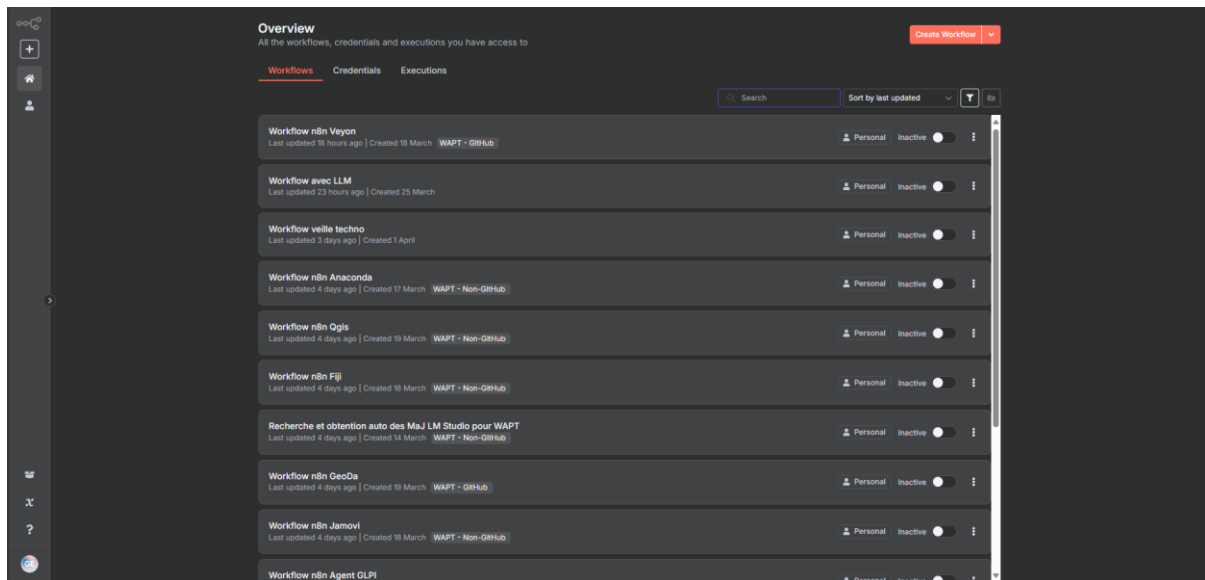 Overview
All the workflows, credentials and executions you have access to
Create Workflow
Workflows Credentials Executions
Search Sort by last updated
Workflow n8n Veyon
Last updated 18 hours ago | Created 18 March WAPT - GitHub
Personal Inactive
Workflow avec LLM
Last updated 23 hours ago | Created 25 March
Personal Inactive
Workflow veille techno
Last updated 3 days ago | Created 1 April
Personal Inactive
Workflow n8n Anaconda
Last updated 4 days ago | Created 17 March WAPT - Non-GitHub
Personal Inactive
Workflow n8n Qgis
Last updated 4 days ago | Created 19 March WAPT - Non-GitHub
Personal Inactive
Workflow n8n Fiji
Last updated 4 days ago | Created 18 March WAPT - Non-GitHub
Personal Inactive
Recherche et obtention auto des MaJ LM Studio pour WAPT
Last updated 4 days ago | Created 14 March WAPT - Non-GitHub
Personal Inactive
Workflow n8n GeoDa
Last updated 4 days ago | Created 19 March WAPT - GitHub
Personal Inactive
Workflow n8n Jamovi
Last updated 4 days ago | Created 18 March WAPT - Non-GitHub
Personal Inactive
Workflow n8n Agent GLPI
Personal Inactive
GE